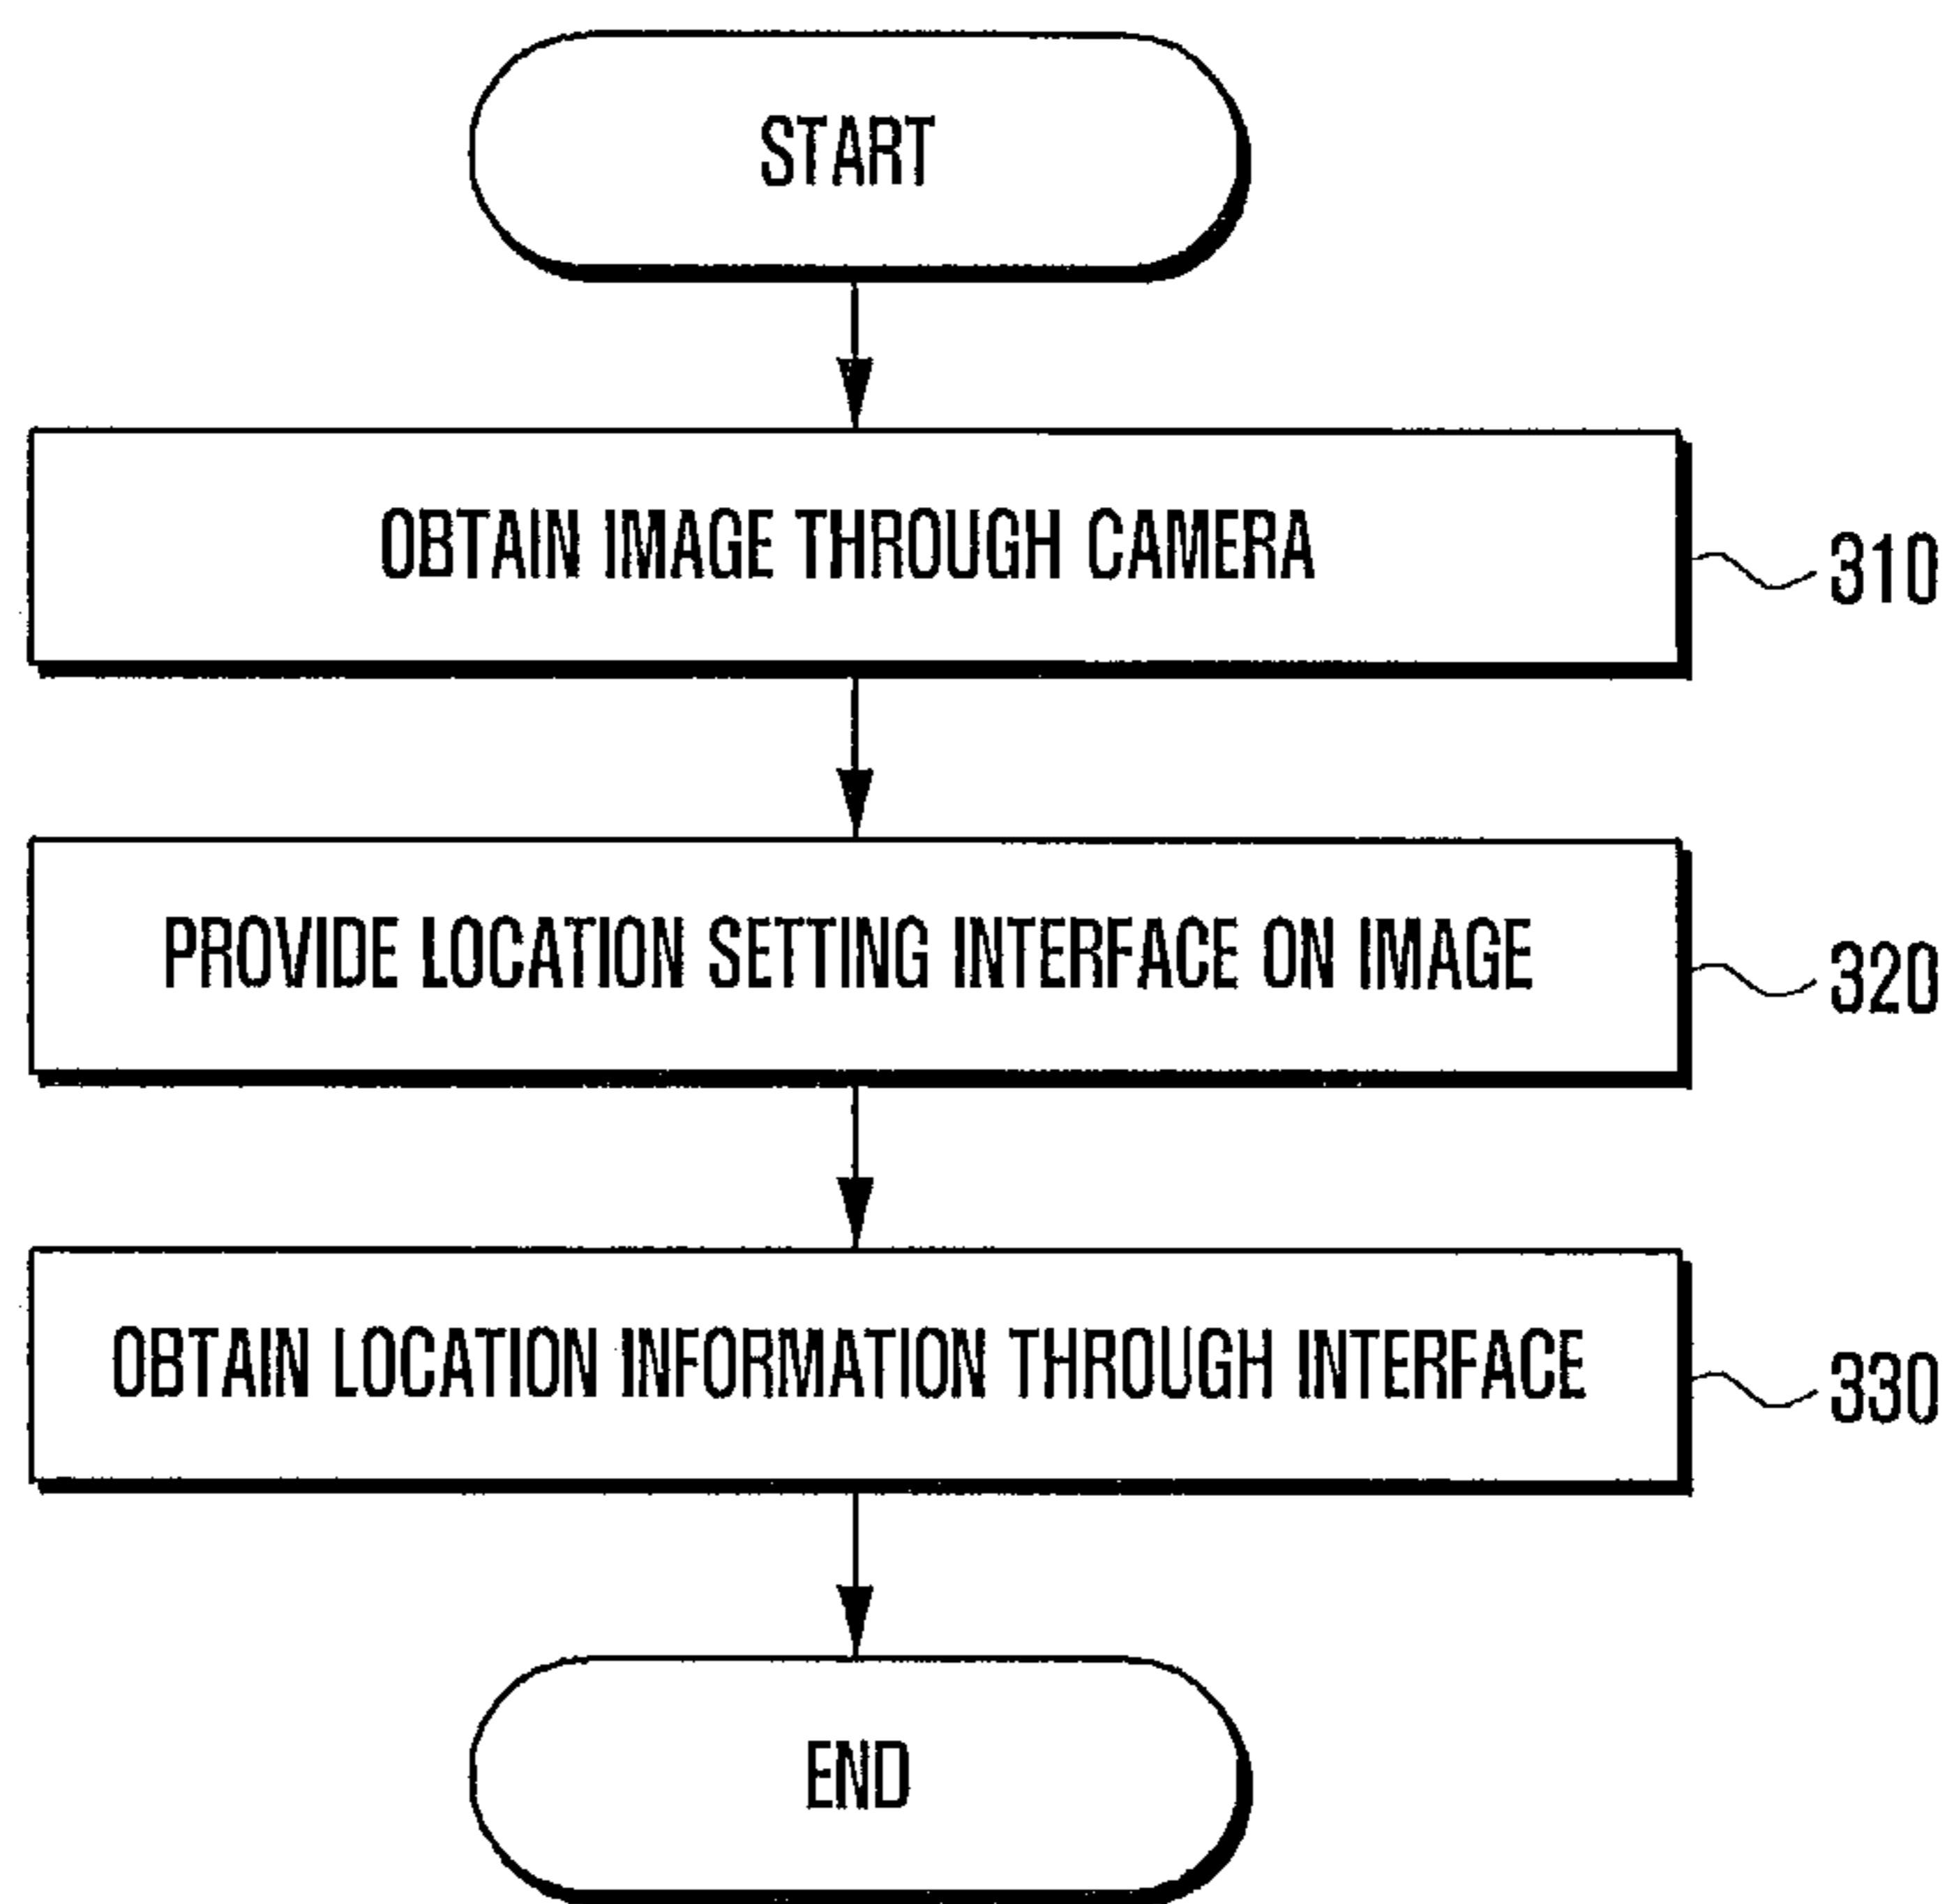 START
OBTAIN IMAGE THROUGH CAMERA
310
PROVIDE LOCATION SETTING INTERFACE ON IMAGE
320
OBTAIN LOCATION INFORMATION THROUGH INTERFACE
330
END